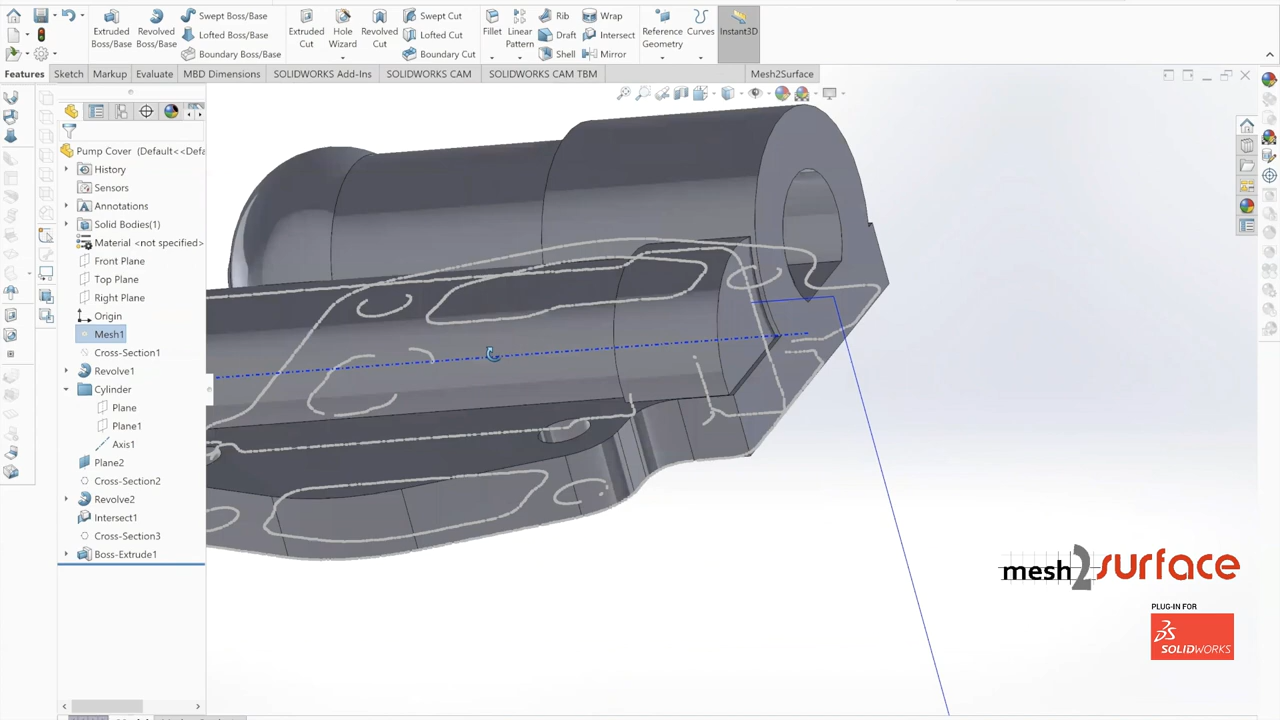 Extruded Boss/Base
Revolved Boss/Base
Swept Boss/Base
Lofted Boss/Base
Boundary Boss/Base
Extruded Cut
Hole Wizard
Revolved Cut
Swept Cut
Lofted Cut
Boundary Cut
Fillet
Linear Pattern
Rib
Draft
Shell
Wrap
Intersect
Mirror
Reference Geometry
Curves
Instant3D
Features
Sketch
Markup
Evaluate
MBD Dimensions
SOLIDWORKS Add-Ins
SOLIDWORKS CAM
SOLIDWORKS CAM TBM
Mesh2Surface
Pump Cover (Default<<Defa
History
Sensors
Annotations
Solid Bodies(1)
Material <not specified>
Front Plane
Top Plane
Right Plane
Origin
Mesh1
Cross-Section1
Revolve1
Cylinder
Plane
Plane1
Axis1
Plane2
Cross-Section2
Revolve2
Intersect1
Cross-Section3
Boss-Extrude1
mesh2surface
PLUG-IN FOR
SOLIDWORKS